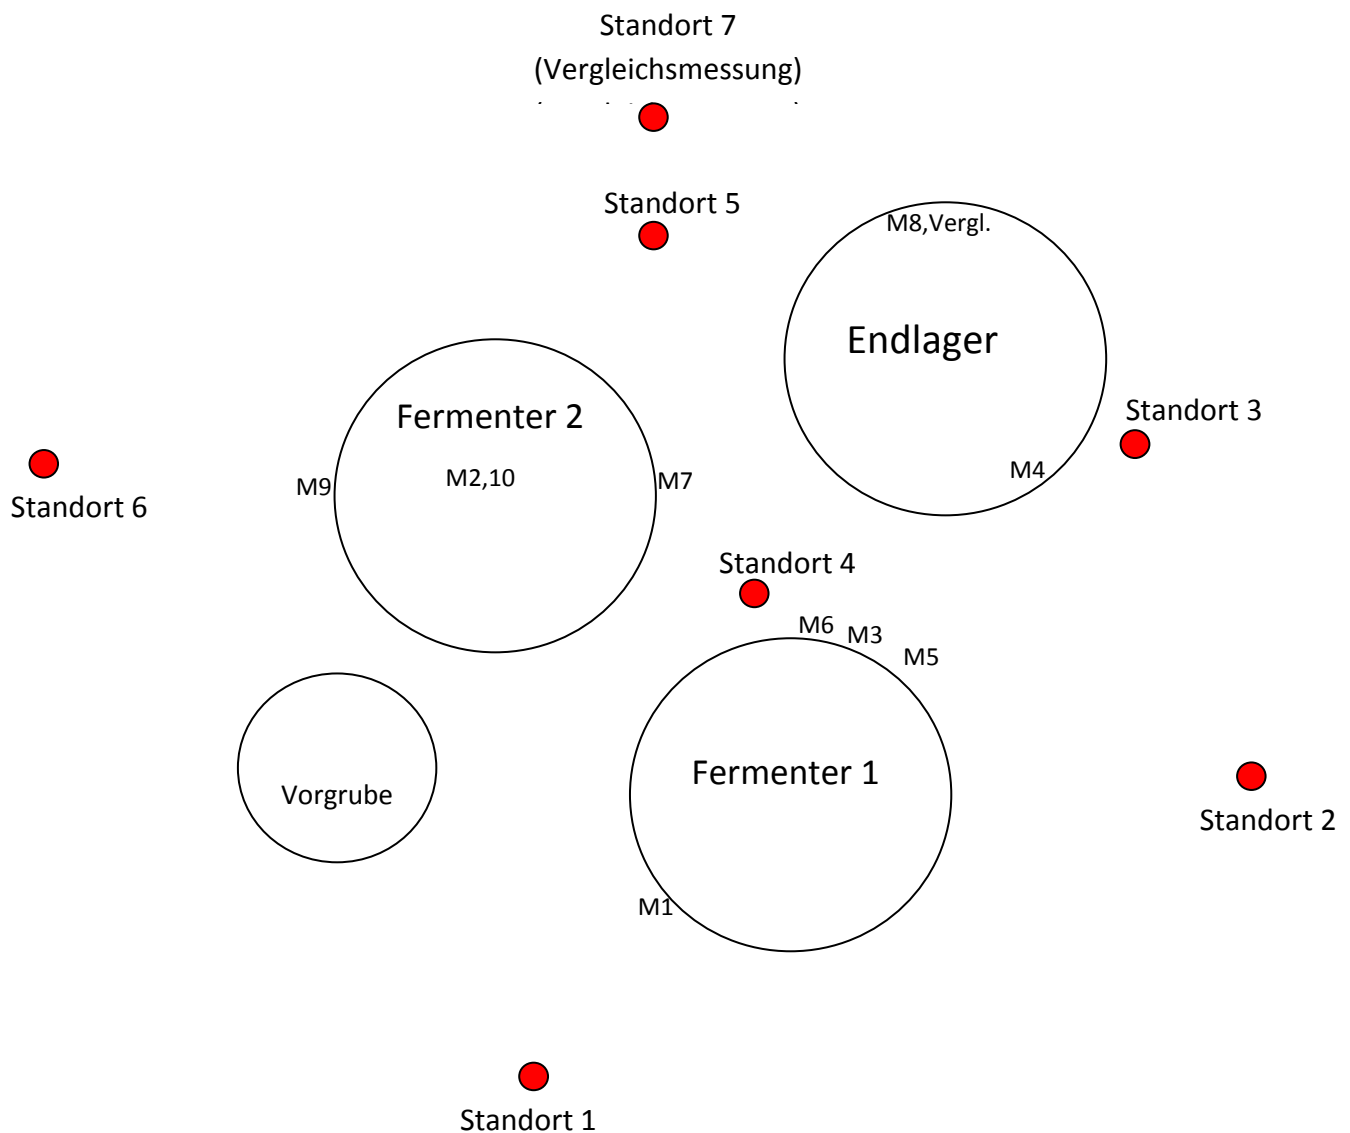 Standort 7
(Vergleichsmessung)
Standort 5
M8,Vergl.
Endlager
Standort 3
Fermenter 2
M4
M2,10
M7
M9
Standort 6
Standort 4
M6
M3
M5
Fermenter 1
Vorgrube
Standort 2
M1
Standort 1